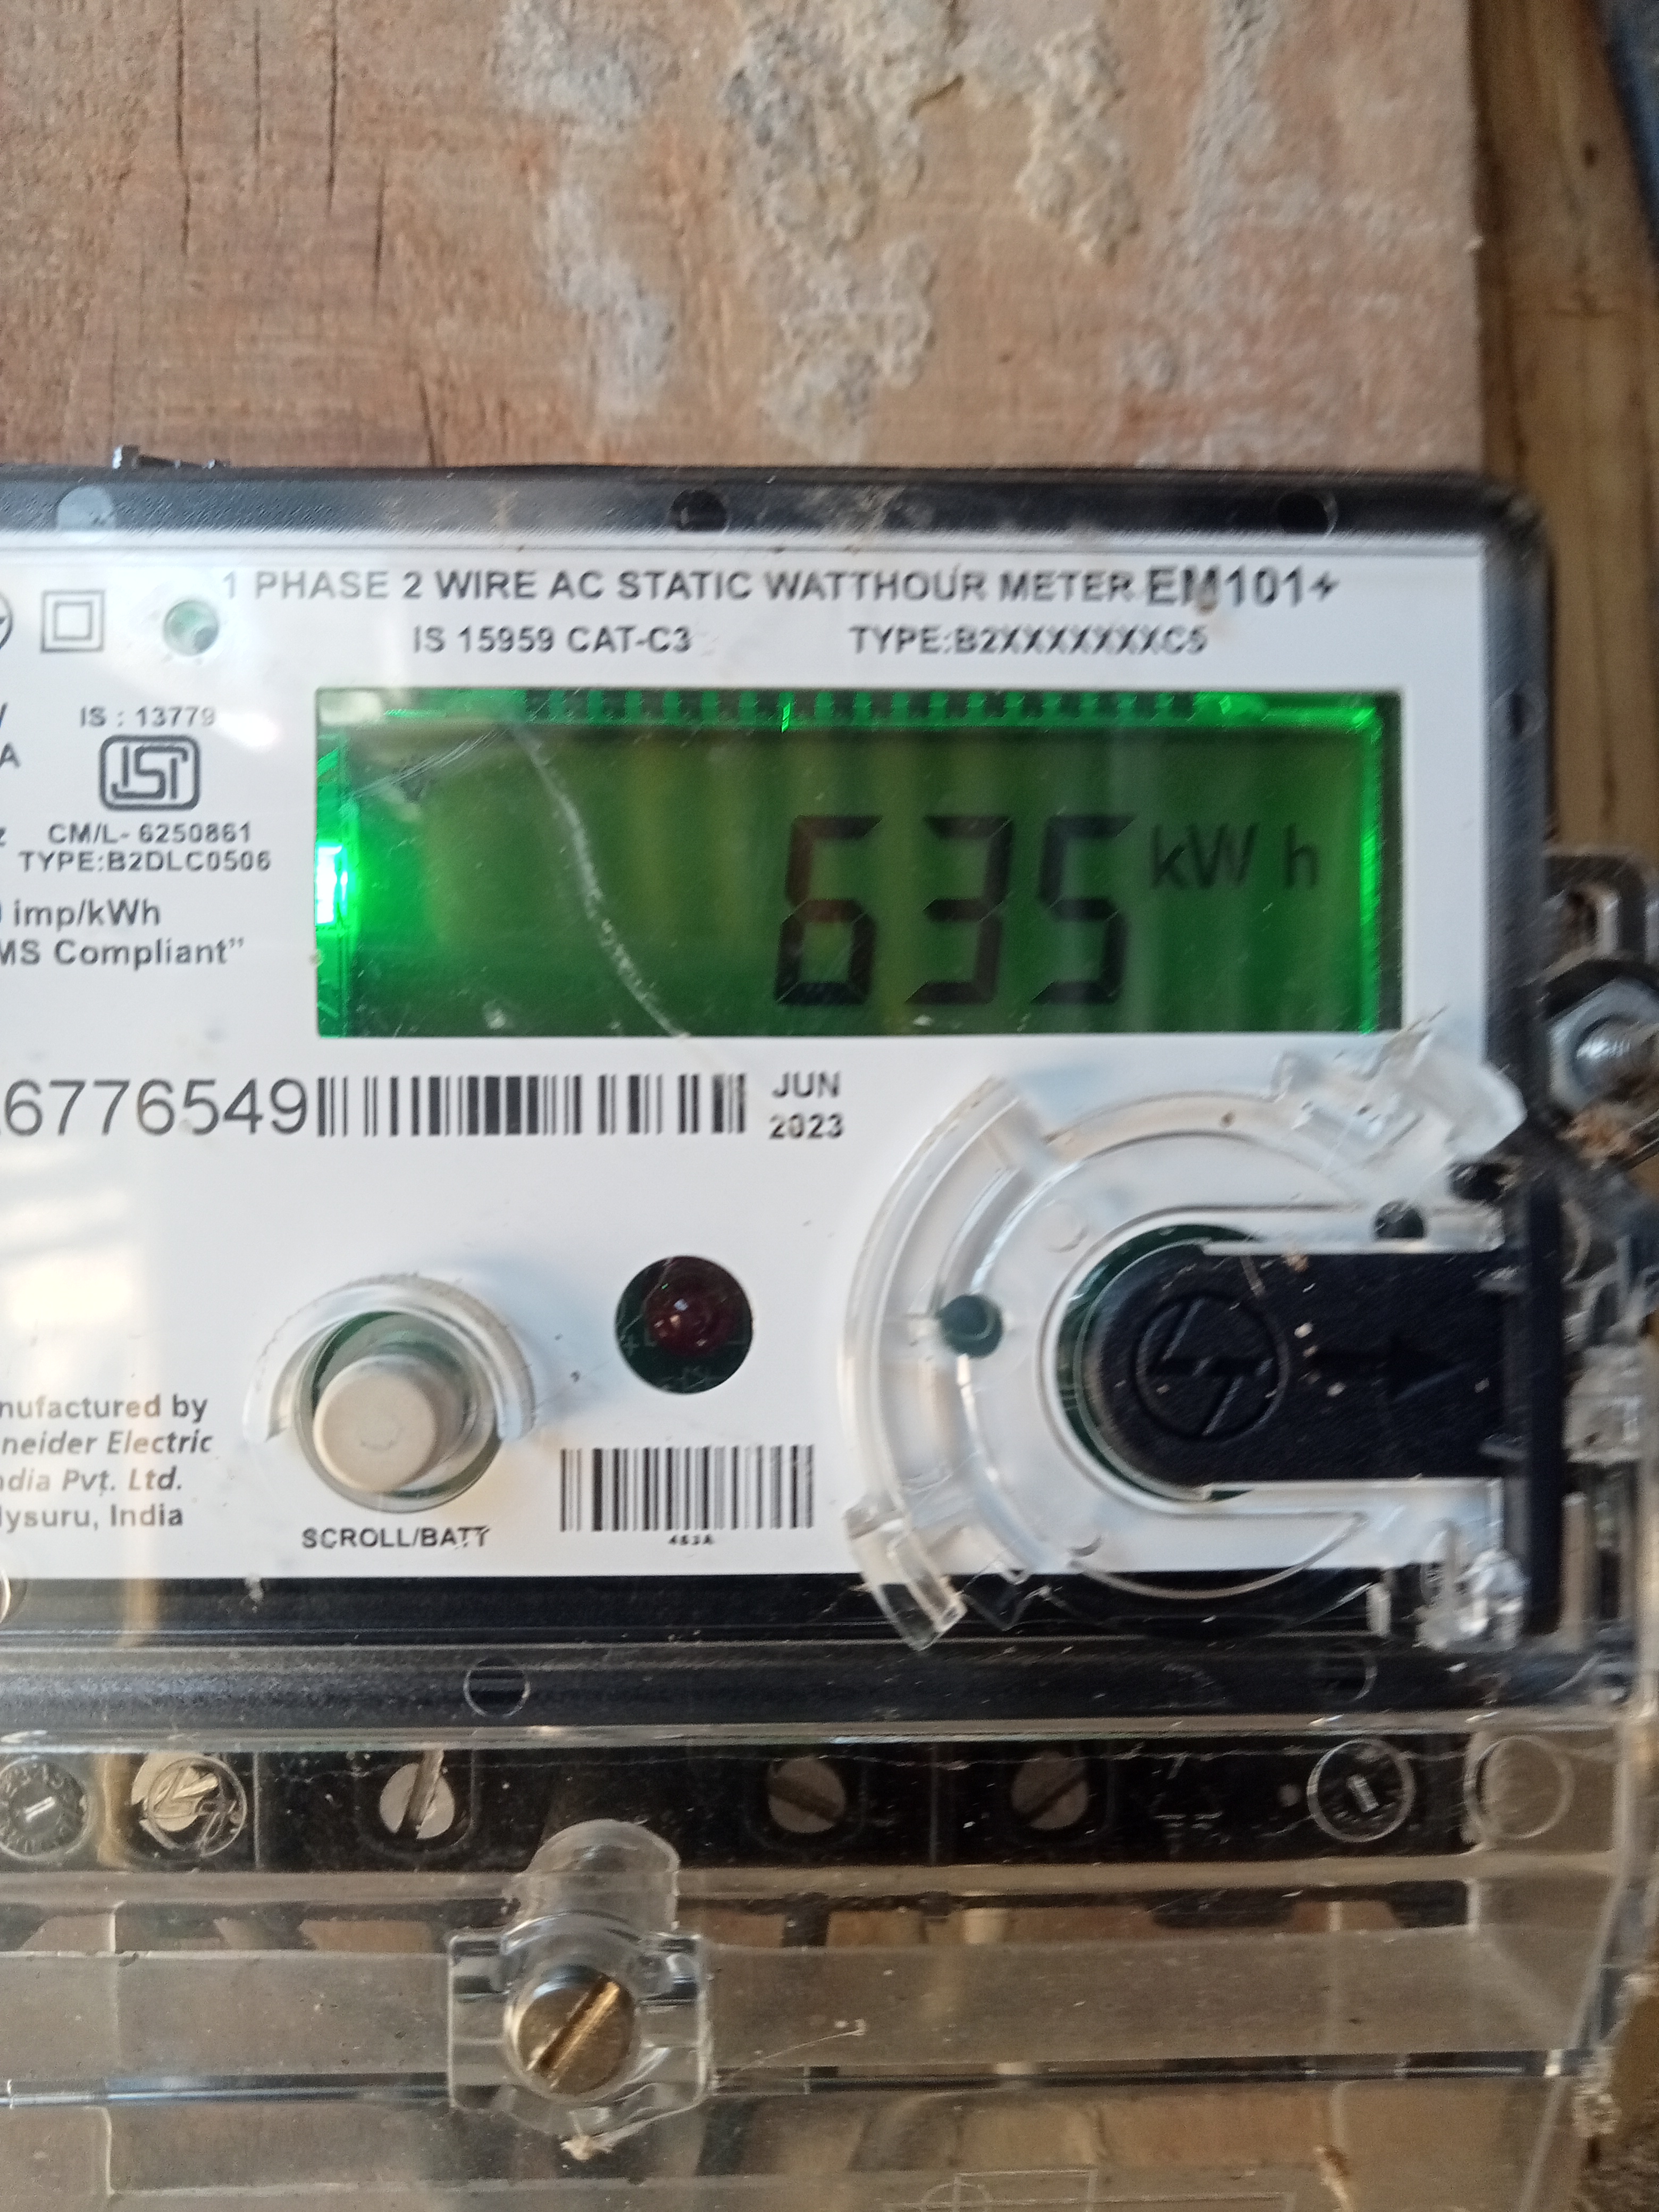 1 PHASE 2 WIRE AC STATIC WATTHOUR METER EM101+
IS 15959 CAT-C3 TYPE:B2XXXXXXXC5
IS : 13779
CM/L- 6250861
TYPE:B2DLC0506
imp/kWh
MS Compliant”
635 kWh
6776549
JUN
2023
nufactured by
neider Electric
ndia Pvt. Ltd.
lysuru, India
SCROLL/BATT
463A